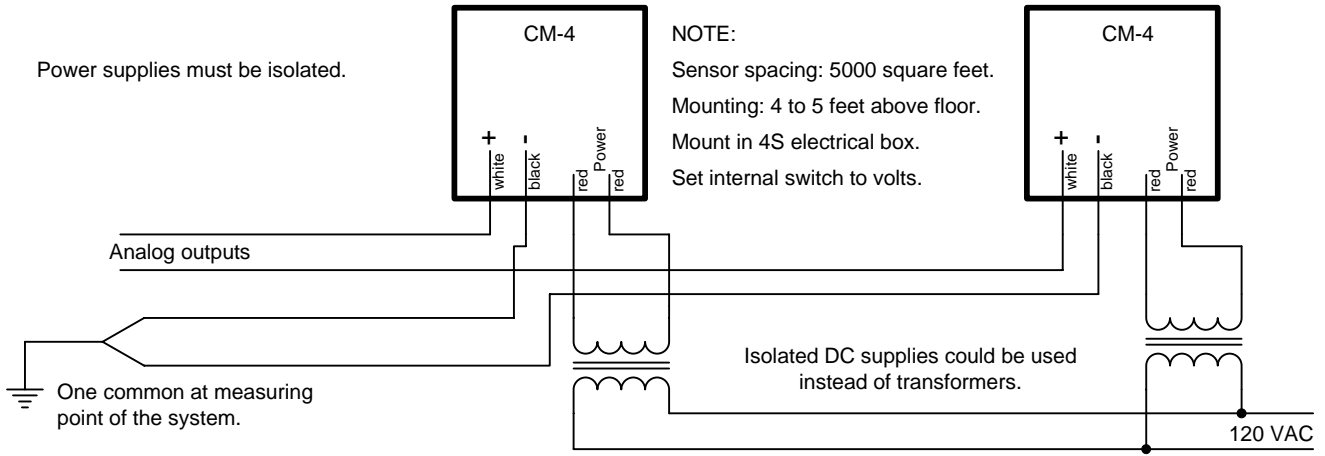 CM-4
NOTE:
CM-4
Power supplies must be isolated.
Sensor spacing: 5000 square feet.
Mounting: 4 to 5 feet above floor.
Mount in 4S electrical box.
Set internal switch to volts.
+
-
white
black
red
Power
red
+
-
white
black
red
Power
red
Analog outputs
Isolated DC supplies could be used
instead of transformers.
One common at measuring
point of the system.
120 VAC